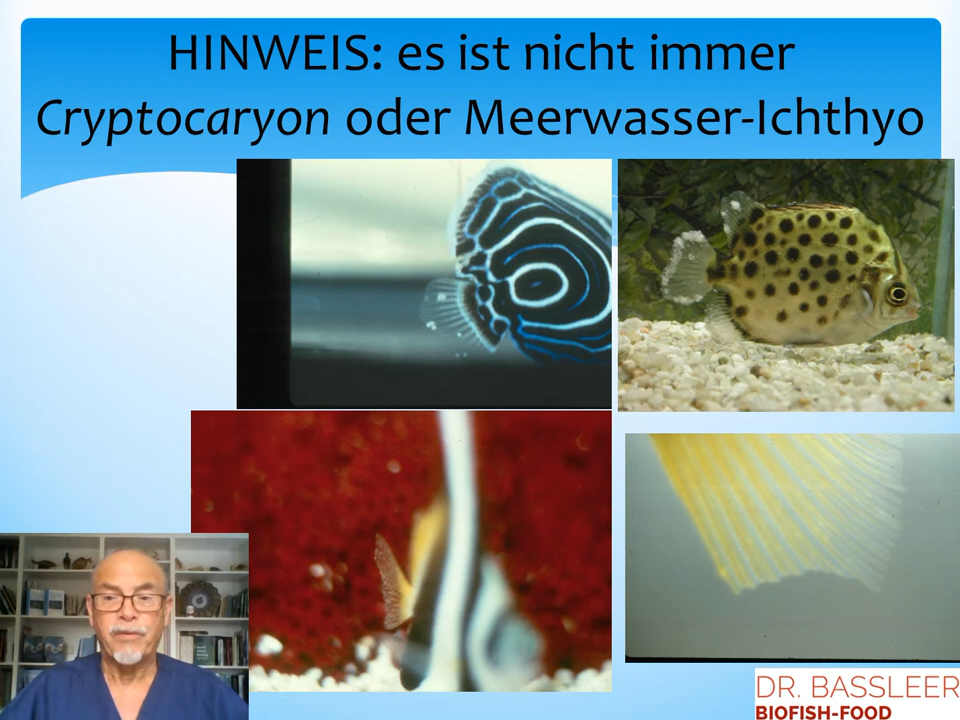 HINWEIS: es ist nicht immer
Cryptocaryon oder Meerwasser-Ichthyo
DR. BASSLEER
BIOFISH-FOOD